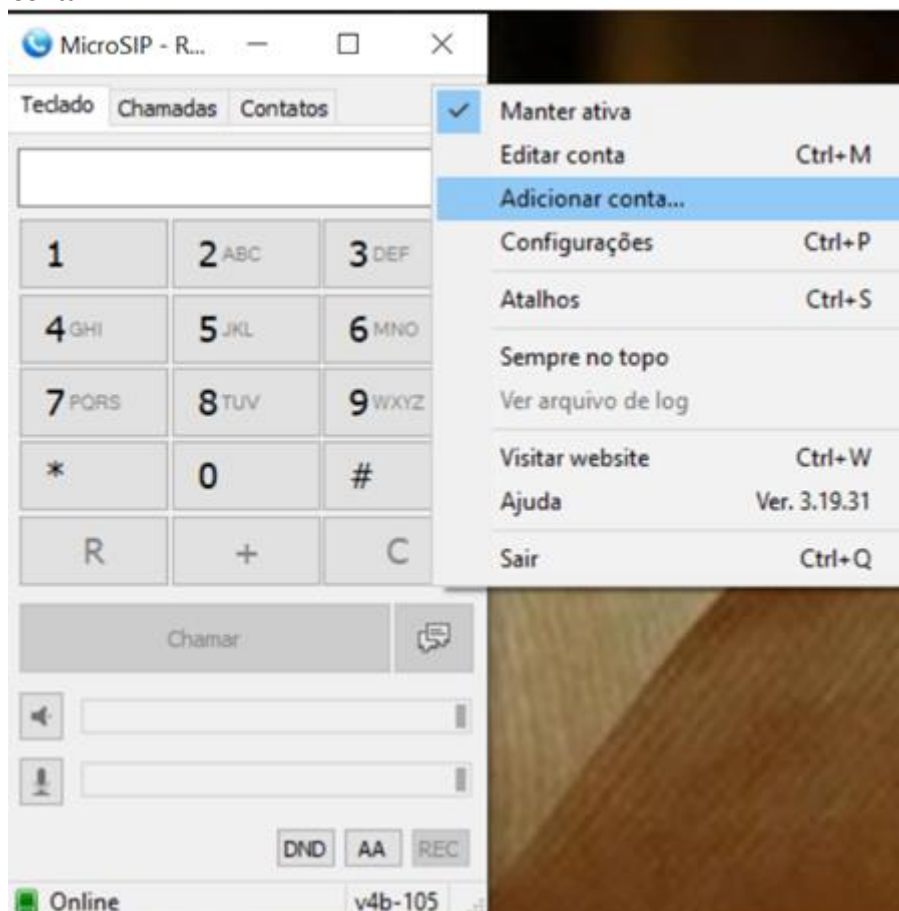 MicroSIP - R...
Teclado Chamadas Contatos
1 2 ABC 3 DEF
4 GHI 5 JKL 6 MNO
7 PQRS 8 TUV 9 WXYZ
* 0 #
R + C
Chamar
DND AA REC
Online v4b-105
Manter ativa
Editar conta Ctrl+M
Adicionar conta...
Configurações Ctrl+P
Atalhos Ctrl+S
Sempre no topo
Ver arquivo de log
Visitar website Ctrl+W
Ajuda Ver. 3.19.31
Sair Ctrl+Q